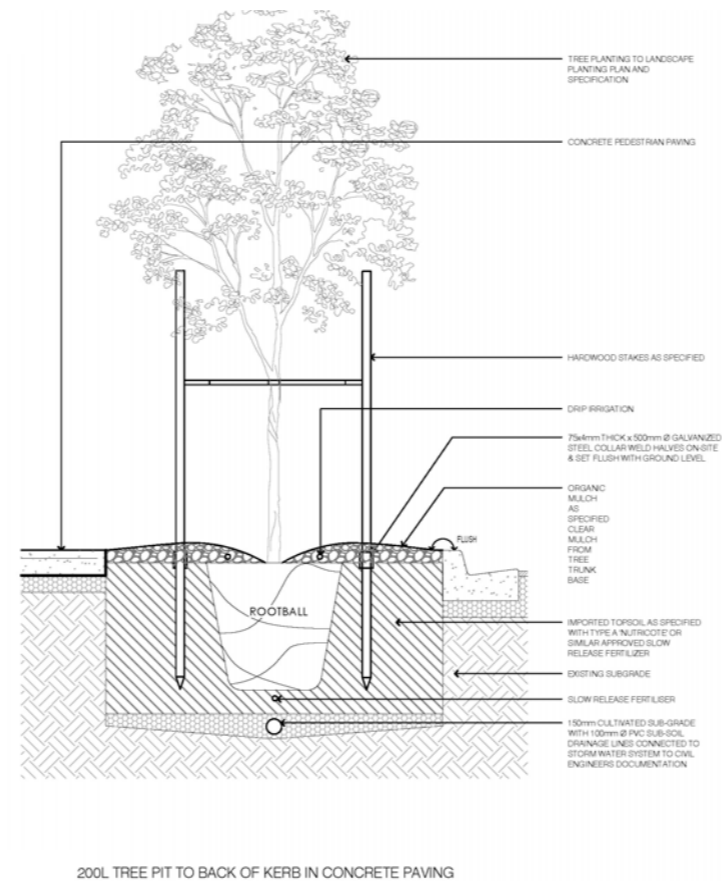 TREE PLANTING TO LANDSCAPE
PLANTING PLAN AND
SPECIFICATION
CONCRETE PEDESTRIAN PAVING
HARDWOOD STAKES AS SPECIFIED
DRIP IRRIGATION
75x4mm THICK x 500mm Ø GALVANIZED
STEEL COLLAR WELD HALVES ON-SITE
& SET FLUSH WITH GROUND LEVEL
ORGANIC
MULCH
AS
SPECIFIED
CLEAR
MULCH
FROM
TREE
TRUNK
BASE
FLUSH
ROOTBALL
IMPORTED TOPSOIL AS SPECIFIED
WITH TYPE A 'NUTRICOTE' OR
SIMILAR APPROVED SLOW
RELEASE FERTILIZER
EXISTING SUBGRADE
SLOW RELEASE FERTILISER
150mm CULTIVATED SUB-GRADE
WITH 100mm Ø PVC SUB-SOIL
DRAINAGE LINES CONNECTED TO
STORM WATER SYSTEM TO CIVIL
ENGINEERS DOCUMENTATION
200L TREE PIT TO BACK OF KERB IN CONCRETE PAVING